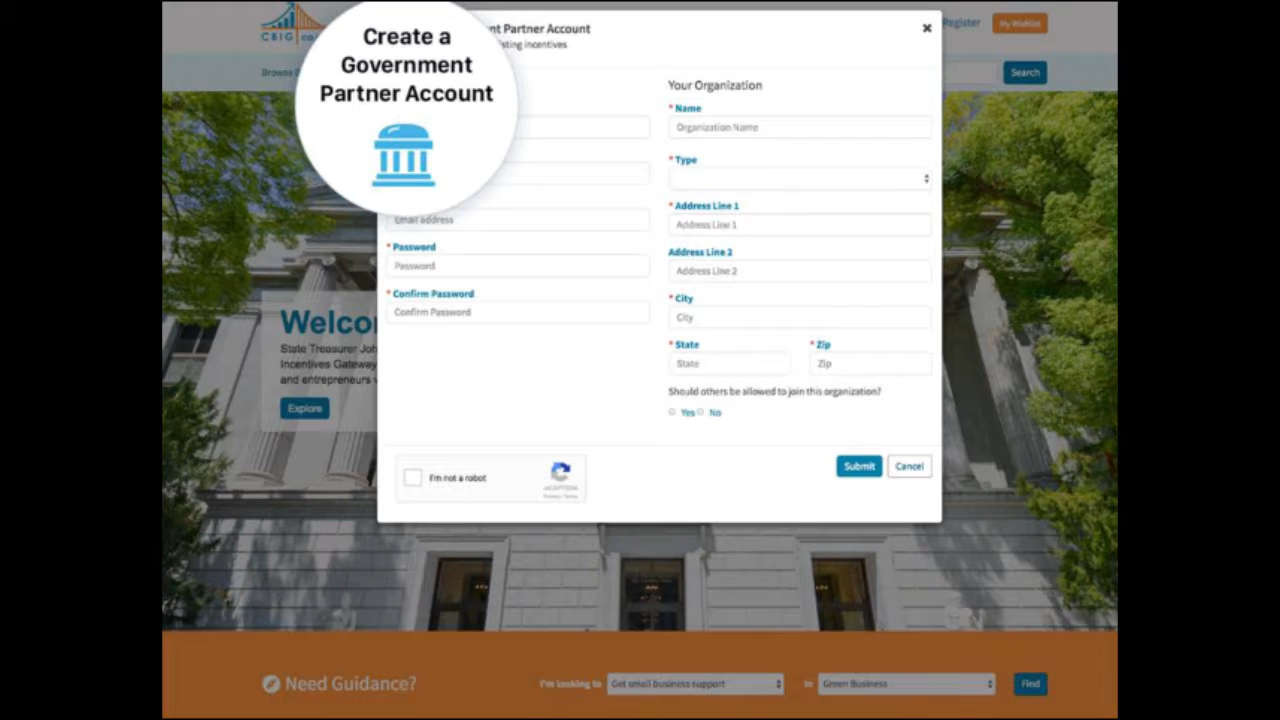 Create a
Government
Partner Account
nt Partner Account
sting incentives
Register
My Wishlist
CBIG
Browse
Search
Your Organization
* Name
Organization Name
* Type
* Address Line 1
Address Line 1
Address Line 2
Address Line 2
* City
City
* State
State
* Zip
Zip
Should others be allowed to join this organization?
Yes
No
Email address
* Password
Password
* Confirm Password
Confirm Password
Welco
State Treasurer Joh
Incentives Gateway
and entrepreneurs
Explore
I'm not a robot
reCAPTCHA
Privacy - Terms
Submit
Cancel
Need Guidance?
I'm looking to
Get small business support
in
Green Business
Find